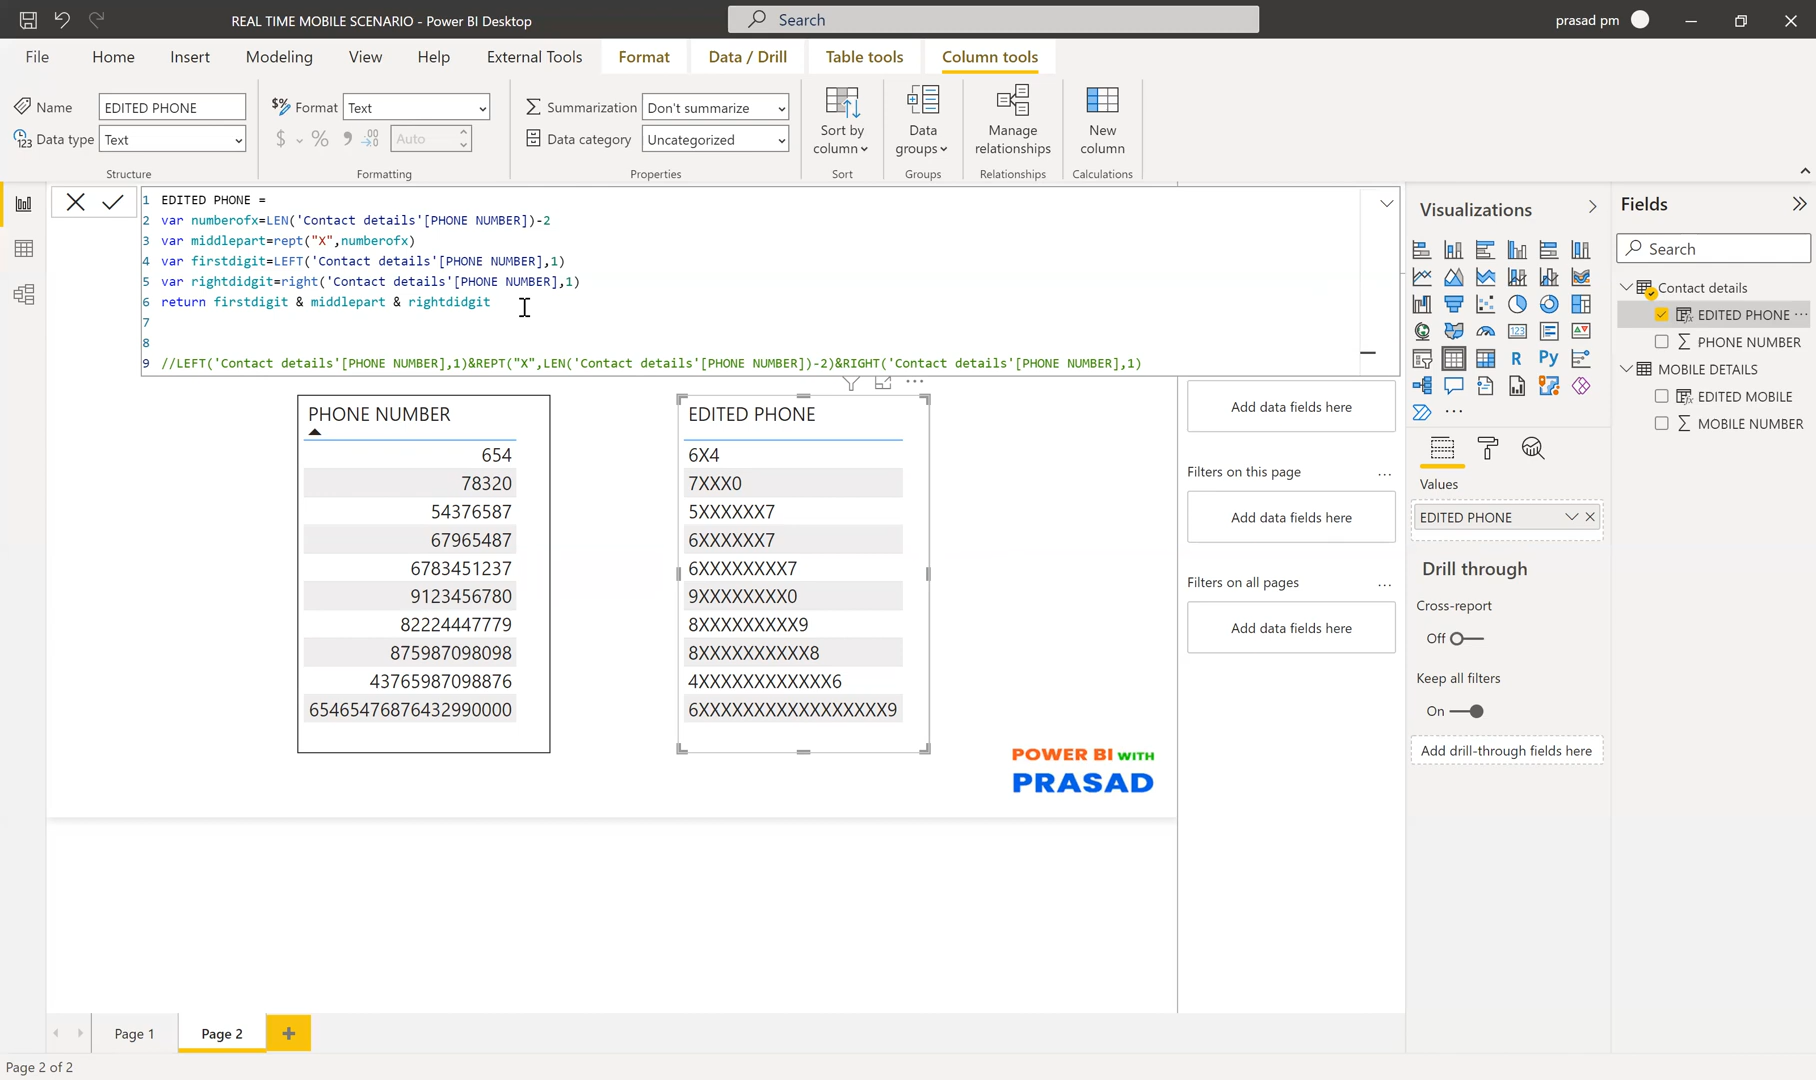 REAL TIME MOBILE SCENARIO - Power BI Desktop
Search
prasad pm
File Home Insert Modeling View Help External Tools Format Data / Drill Table tools Column tools
Name EDITED PHONE
Format Text
Summarization Don't summarize
Data type Text
$ % 9 .00 Auto
Data category Uncategorized
Sort by column
Data groups
Manage relationships
New column
Structure Formatting Properties Sort Groups Relationships Calculations
1 EDITED PHONE =
2 var numberofx=LEN('Contact details'[PHONE NUMBER])-2
3 var middlepart=rept("X",numberofx)
4 var firstdigit=LEFT('Contact details'[PHONE NUMBER],1)
5 var rightdidgit=right('Contact details'[PHONE NUMBER],1)
6 return firstdigit & middlepart & rightdidgit
7
8
9 //LEFT('Contact details'[PHONE NUMBER],1)&REPT("X",LEN('Contact details'[PHONE NUMBER])-2)&RIGHT('Contact details'[PHONE NUMBER],1)
PHONE NUMBER
654
78320
54376587
67965487
6783451237
9123456780
82224447779
875987098098
43765987098876
65465476876432990000
EDITED PHONE
6X4
7XXX0
5XXXXXX7
6XXXXXX7
6XXXXXXXX7
9XXXXXXXX0
8XXXXXXXXX9
8XXXXXXXXXX8
4XXXXXXXXXXXX6
6XXXXXXXXXXXXXXXXX9
POWER BI WITH
PRASAD
Add data fields here
Filters on this page ...
Add data fields here
Filters on all pages ...
Add data fields here
Visualizations
R Py
...
Values
EDITED PHONE
Drill through
Cross-report
Off
Keep all filters
On
Add drill-through fields here
Fields
Search
Contact details
EDITED PHONE ...
PHONE NUMBER
MOBILE DETAILS
EDITED MOBILE
MOBILE NUMBER
Page 1 Page 2 +
Page 2 of 2